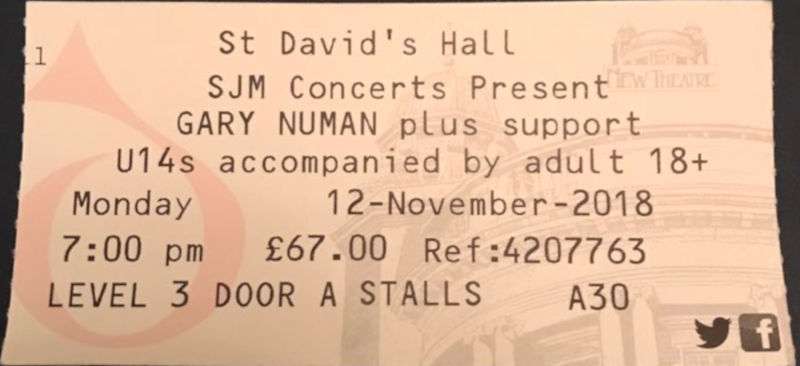 St David's Hall
1
SJM Concerts Present
NEW THEATRE
GARY NUMAN plus support
U14s accompanied by adult 18+
Monday 12-November-2018
7:00 pm £67.00 Ref:4207763
LEVEL 3 DOOR A STALLS A30
f